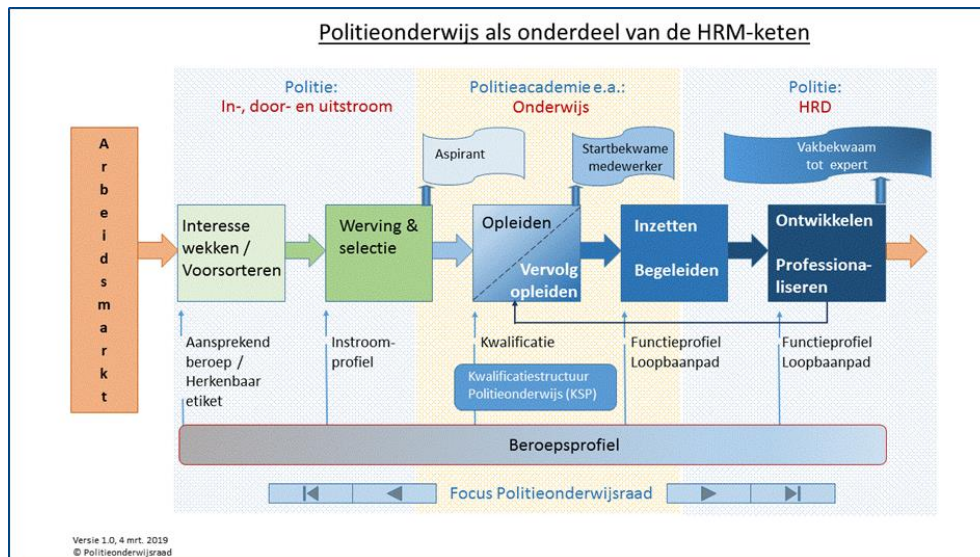 Politieonderwijs als onderdeel van de HRM-keten
Politie:
In-, door- en uitstroom
Politieacademie e.a.:
Onderwijs
Politie:
HRD
Arbeidsmarkt
Aspirant
Startbekwame
medewerker
Vakbekwaam
tot expert
Interesse
wekken /
Voorsorteren
Werving &
selectie
Opleiden
Vervolg
opleiden
Inzetten
Begeleiden
Ontwikkelen
Professiona-
liseren
Aansprekend
beroep /
Herkenbaar
etiket
Instroom-
profiel
Kwalificatie
Kwalificatiestructuur
Politieonderwijs (KSP)
Functieprofiel
Loopbaanpad
Functieprofiel
Loopbaanpad
Beroepsprofiel
Focus Politieonderwijsraad
Versie 1.0, 4 mrt. 2019
© Politieonderwijsraad